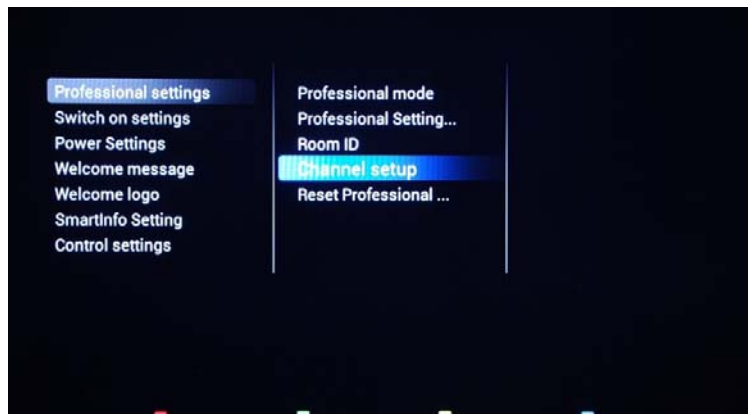 Professional settings
Switch on settings
Power Settings
Welcome message
Welcome logo
SmartInfo Setting
Control settings
Professional mode
Professional Setting...
Room ID
Channel setup
Reset Professional ...